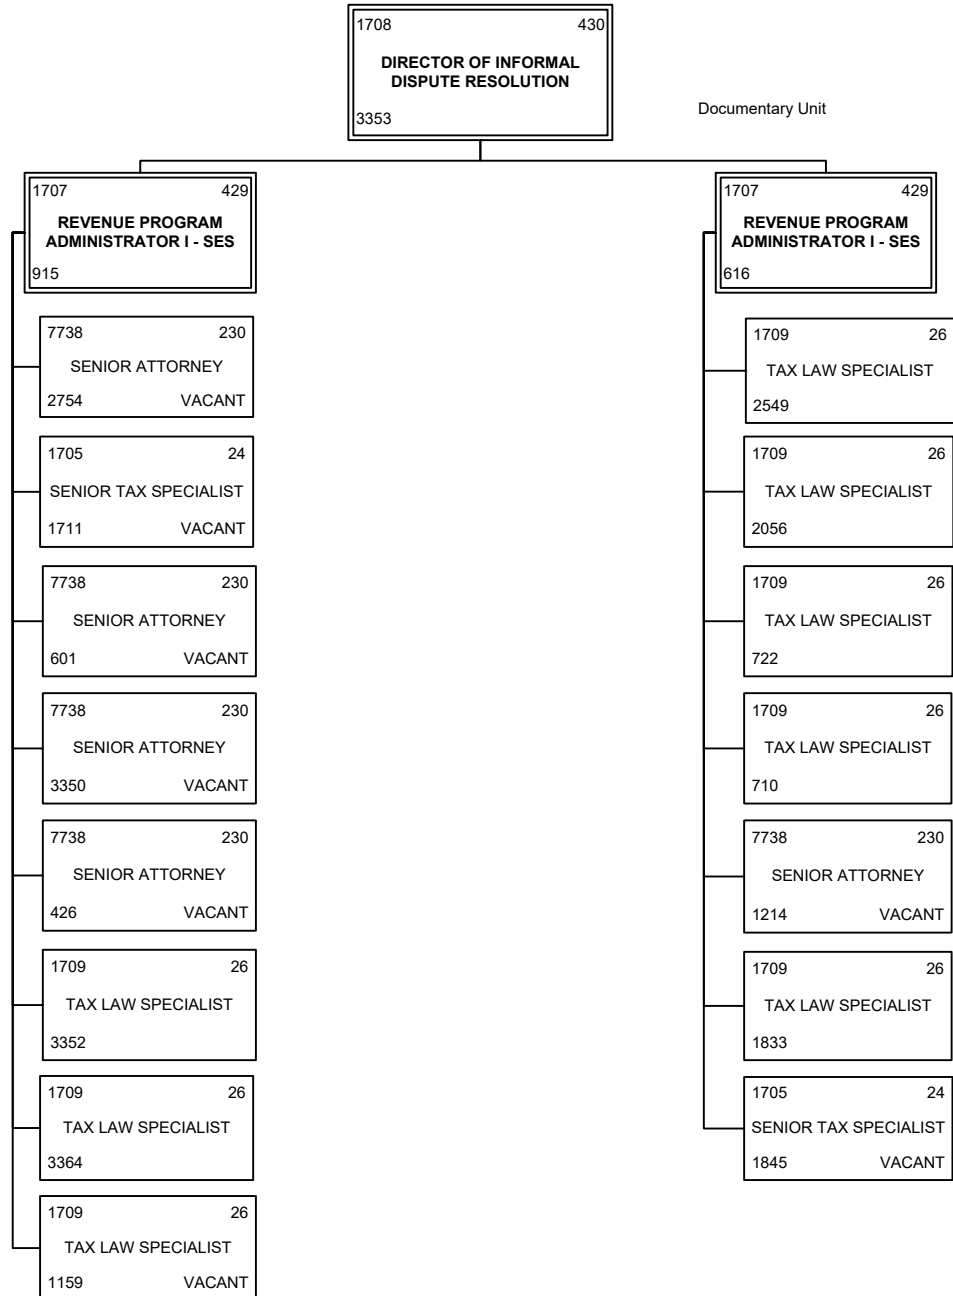 1708 430
DIRECTOR OF INFORMAL
DISPUTE RESOLUTION
3353
Documentary Unit
1707 429
REVENUE PROGRAM
ADMINISTRATOR I - SES
915
7738 230
SENIOR ATTORNEY
2754 VACANT
1705 24
SENIOR TAX SPECIALIST
1711 VACANT
7738 230
SENIOR ATTORNEY
601 VACANT
7738 230
SENIOR ATTORNEY
3350 VACANT
7738 230
SENIOR ATTORNEY
426 VACANT
1709 26
TAX LAW SPECIALIST
3352
1709 26
TAX LAW SPECIALIST
3364
1709 26
TAX LAW SPECIALIST
1159 VACANT
1707 429
REVENUE PROGRAM
ADMINISTRATOR I - SES
616
1709 26
TAX LAW SPECIALIST
2549
1709 26
TAX LAW SPECIALIST
2056
1709 26
TAX LAW SPECIALIST
722
1709 26
TAX LAW SPECIALIST
710
7738 230
SENIOR ATTORNEY
1214 VACANT
1709 26
TAX LAW SPECIALIST
1833
1705 24
SENIOR TAX SPECIALIST
1845 VACANT